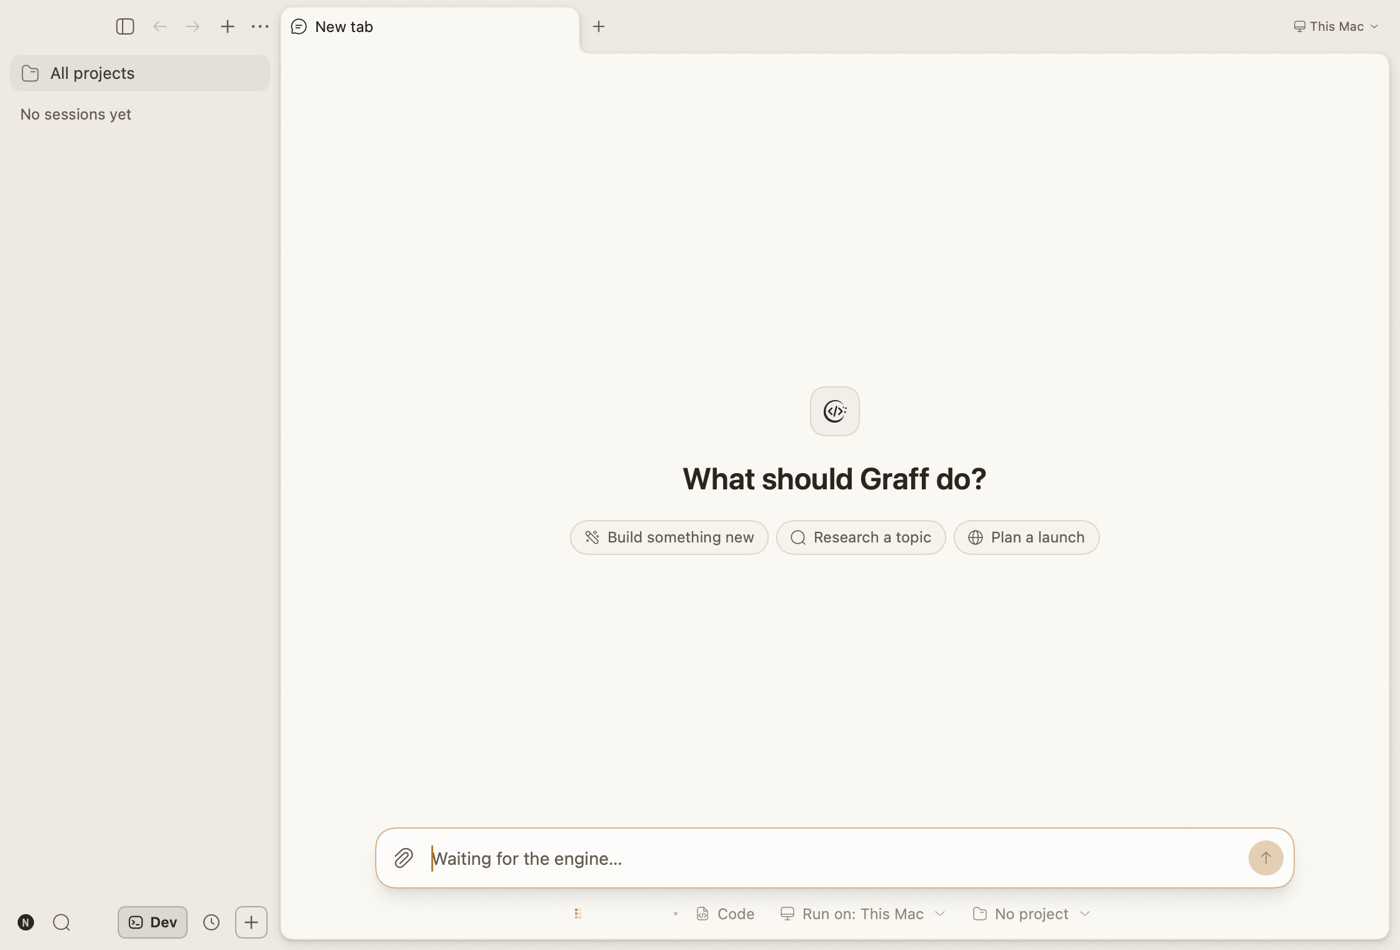 New tab
This Mac
All projects
No sessions yet
What should Graff do?
Build something new
Research a topic
Plan a launch
Waiting for the engine...
Code
Run on: This Mac
No project
N
Dev